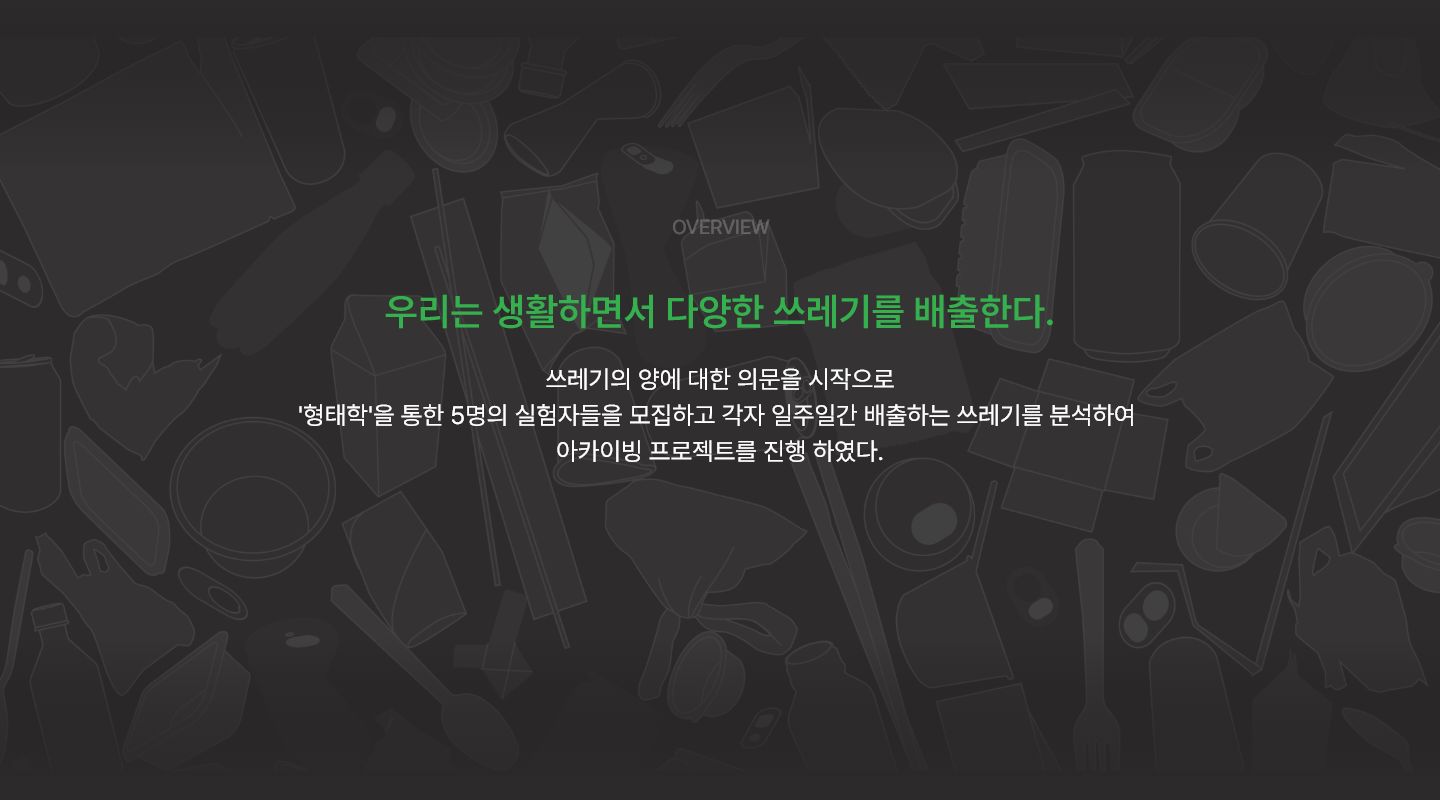 OVERVIEW
우리는 생활하면서 다양한 쓰레기를 배출한다.
쓰레기의 양에 대한 의문을 시작으로
'형태학'을 통한 5명의 실험자들을 모집하고 각자 일주일간 배출하는 쓰레기를 분석하여
아카이빙 프로젝트를 진행 하였다.